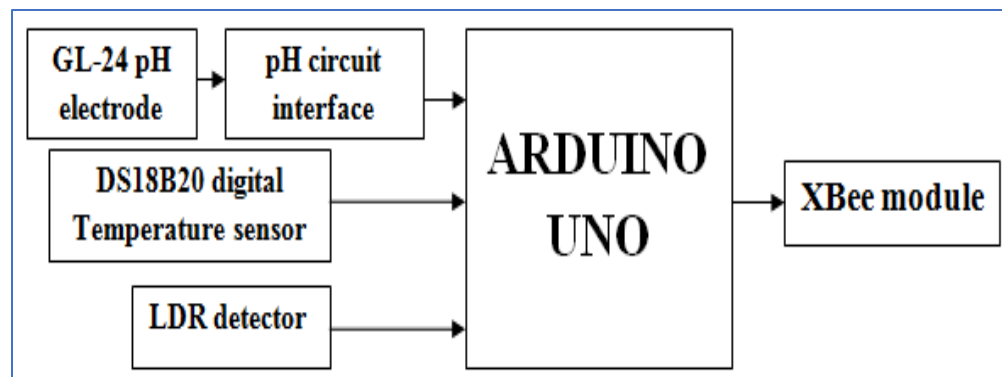 GL-24 pH
electrode
pH circuit
interface
DS18B20 digital
Temperature sensor
LDR detector
ARDUINO
UNO
XBee module